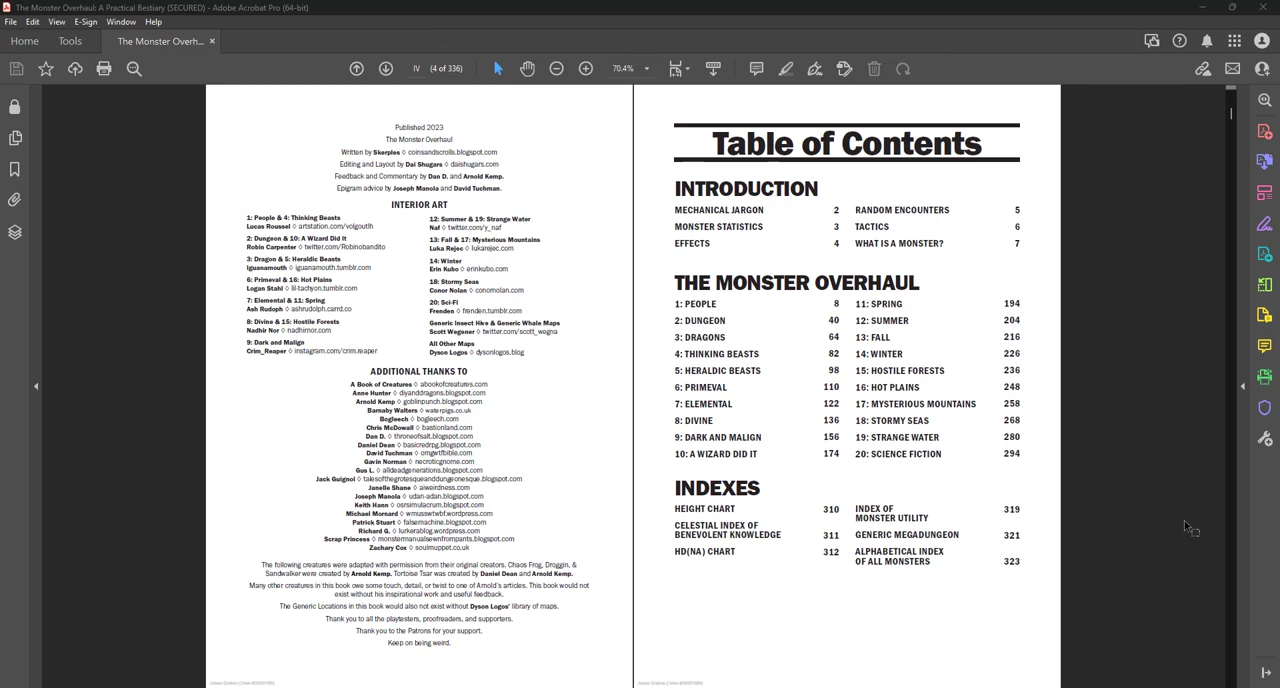 The Monster Overhaul: A Practical Bestiary (SECURED) - Adobe Acrobat Pro (64-bit)
File Edit View E-Sign Window Help
Home Tools The Monster Overh... ×
IV (4 of 336) 70.4%
Published 2023
The Monster Overhaul
Written by Skerples ◊ coinsandscrolls.blogspot.com
Editing and Layout by Dai Shugars ◊ daishugars.com
Feedback and Commentary by Dan D. and Arnold Kemp.
Epigram advice by Joseph Manola and David Tuchman.
INTERIOR ART
1: People & 4: Thinking Beasts
Lucas Roussel ◊ artstation.com/volgoutlh
2: Dungeon & 10: A Wizard Did It
Robin Carpenter ◊ twitter.com/Robinobandito
3: Dragon & 5: Heraldic Beasts
Iguanamouth ◊ iguanamouth.tumblr.com
6: Primeval & 16: Hot Plains
Logan Stahl ◊ lil-tachyon.tumblr.com
7: Elemental & 11: Spring
Ash Rudoph ◊ ashrudolph.carrd.co
8: Divine & 15: Hostile Forests
Nadhir Nor ◊ nadhirnor.com
9: Dark and Malign
Crim_Reaper ◊ instagram.com/crim.reaper
12: Summer & 19: Strange Water
Naf ◊ twitter.com/y_naf
13: Fall & 17: Mysterious Mountains
Luka Rejec ◊ lukarejec.com
14: Winter
Erin Kubo ◊ erinkubo.com
18: Stormy Seas
Conor Nolan ◊ conornolan.com
20: Sci-Fi
Frenden ◊ frenden.tumblr.com
Generic Insect Hive & Generic Whale Maps
Scott Wegener ◊ twitter.com/scott_wegna
All Other Maps
Dyson Logos ◊ dysonlogos.blog
ADDITIONAL THANKS TO
A Book of Creatures ◊ abookofcreatures.com
Anne Hunter ◊ diyanddragons.blogspot.com
Arnold Kemp ◊ goblinpunch.blogspot.com
Barnaby Walters ◊ waterpigs.co.uk
Bogleech ◊ bogleech.com
Chris McDowall ◊ bastionland.com
Dan D. ◊ throneofsalt.blogspot.com
Daniel Dean ◊ basicredrpg.blogspot.com
David Tuchman ◊ omgwtfbible.com
Gavin Norman ◊ necroticgnome.com
Gus L. ◊ alldeadgenerations.blogspot.com
Jack Guignol ◊ talesofthegrotesqueanddungeonesque.blogspot.com
Janelle Shane ◊ aiweirdness.com
Joseph Manola ◊ udan-adan.blogspot.com
Keith Hann ◊ osrsimulacrum.blogspot.com
Michael Mornard ◊ wmusswtwbf.wordpress.com
Patrick Stuart ◊ falsemachine.blogspot.com
Richard G. ◊ lurkerablog.wordpress.com
Scrap Princess ◊ monstermanualsewnfrompants.blogspot.com
Zachary Cox ◊ soulmuppet.co.uk
The following creatures were adapted with permission from their original creators. Chaos Frog, Droggin, &
Sandwalker were created by Arnold Kemp. Tortoise Tsar was created by Daniel Dean and Arnold Kemp.
Many other creatures in this book owe some touch, detail, or twist to one of Arnold's articles. This book would not
exist without his inspirational work and useful feedback.
The Generic Locations in this book would also not exist without Dyson Logos' library of maps.
Thank you to all the playtesters, proofreaders, and supporters.
Thank you to the Patrons for your support.
Keep on being weird.
Table of Contents
INTRODUCTION
MECHANICAL JARGON 2
MONSTER STATISTICS 3
EFFECTS 4
RANDOM ENCOUNTERS 5
TACTICS 6
WHAT IS A MONSTER? 7
THE MONSTER OVERHAUL
1: PEOPLE 8
2: DUNGEON 40
3: DRAGONS 64
4: THINKING BEASTS 82
5: HERALDIC BEASTS 98
6: PRIMEVAL 110
7: ELEMENTAL 122
8: DIVINE 136
9: DARK AND MALIGN 156
10: A WIZARD DID IT 174
11: SPRING 194
12: SUMMER 204
13: FALL 216
14: WINTER 226
15: HOSTILE FORESTS 236
16: HOT PLAINS 248
17: MYSTERIOUS MOUNTAINS 258
18: STORMY SEAS 268
19: STRANGE WATER 280
20: SCIENCE FICTION 294
INDEXES
HEIGHT CHART 310
CELESTIAL INDEX OF
BENEVOLENT KNOWLEDGE 311
HD(NA) CHART 312
INDEX OF
MONSTER UTILITY 319
GENERIC MEGADUNGEON 321
ALPHABETICAL INDEX
OF ALL MONSTERS 323